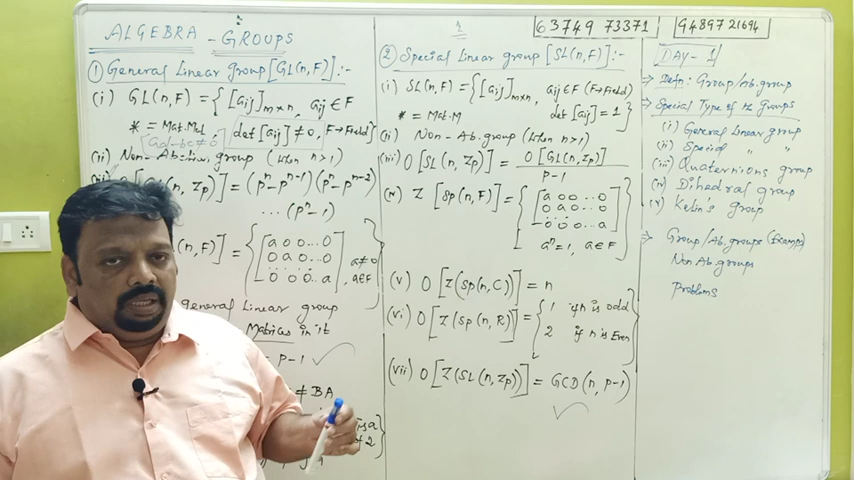 ALGEBRA - GROUPS
① General Linear group [GL(n,F)] :-
(i) GL(n,F) = { [aij]m×n, aij ∈ F
* = Mat.Mul det[aij] ≠ 0, F→Field}
ad-bc≠0
(ii) Non-Abelian group (when n>1)
(n, Zp)] = (pⁿ-pⁿ⁻¹)(pⁿ-pⁿ⁻²)
... (pⁿ-1)
(n,F)] = { [a 0 0 ... 0
0 a 0 ... 0
...
0 0 0 ... a] a≠0, a∈F }
General Linear group
Matrices in it
= p-1 ✓
≠ BA
is a
2
② Special Linear group [SL(n,F)] :-
(i) SL(n,F) = { [aij]m×n, aij∈F (F→Field)
* = Mat.M det[aij] = 1 }
(ii) Non-Ab.group (when n>1)
(iii) O[SL(n, Zp)] = O[GL(n,Zp)] / p-1
(iv) Z [Sp(n,F)] = { [a 0 0 ... 0
0 a 0 ... 0
...
0 0 0 ... a]
aⁿ=1, a∈F }
(v) O[Z(Sp(n,C)] = n
(vi) O[Z(Sp(n,R)] = { 1 if n is odd
2 if n is Even }
(vii) O[Z(SL(n,Zp))] = GCD(n, p-1) ✓
63749 73371
94897 21694
DAY - 1
⇒ Defn: Group/Ab.group
⇒ Special Type of the Groups
(i) General Linear group
(ii) Special " "
(iii) Quaternions group
(iv) Dihedral group
(v) Kelin's group
⇒ Group/Ab.groups (Examps)
Non Ab.groups
Problems